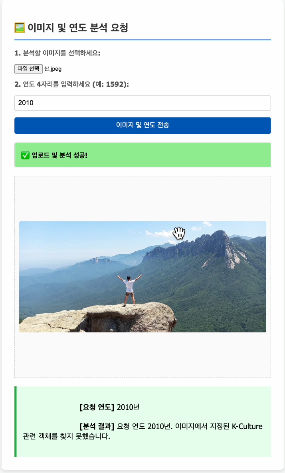 🖼️ 이미지 및 연도 분석 요청
1. 분석할 이미지를 선택하세요:
파일 선택 산.jpeg
2. 연도 4자리를 입력하세요 (예: 1592):
2010
이미지 및 연도 전송
✅ 업로드 및 분석 성공!
[요청 연도] 2010년
[분석 결과] 요청 연도 2010년. 이미지에서 지정된 K-Culture
관련 객체를 찾지 못했습니다.